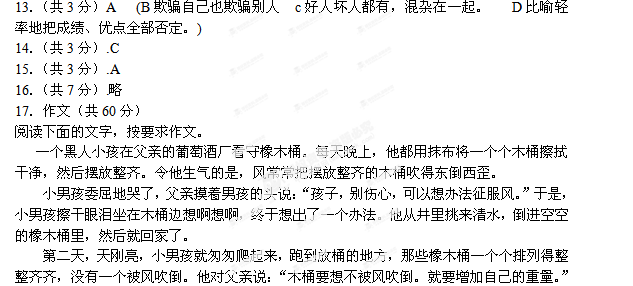 13.（共 3 分） A （B 欺骗自己也欺骗别人 c 好人坏人都有，混杂在一起。 D 比喻轻
率地把成绩、优点全部否定。)
14.（共 3 分）.C
15.（共 3 分）.A
16.（共 7 分）.略
17. 作文（共 60 分）
阅读下面的文字，按要求作文。
一个黑人小孩在父亲的葡萄酒厂看守橡木桶。每天晚上，他都用抹布将一个个木桶擦拭
干净，然后摆放整齐。令他生气的是，风常常把摆放整齐的木桶吹得东倒西歪。
小男孩委屈地哭了，父亲摸着男孩的头说：“孩子，别伤心，可以想办法征服风。”于是，
小男孩擦干眼泪坐在木桶边想啊想啊，终于想出了一个办法。他从井里挑来清水，倒进空空
的橡木桶里，然后就回家了。
第二天，天刚亮，小男孩就匆匆爬起来，跑到放桶的地方，那些橡木桶一个个排列得整
整齐齐，没有一个被风吹倒。他对父亲说：“木桶要想不被风吹倒。就要增加自己的重量。”